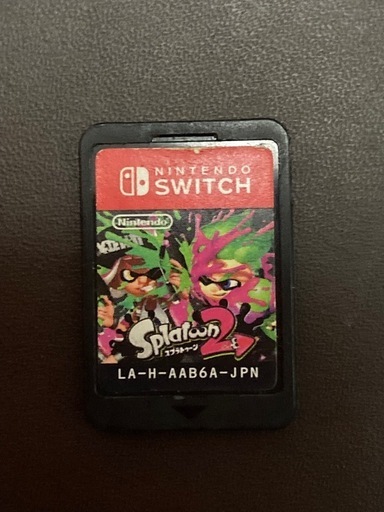 NINTENDO
SWITCH
Nintendo
Splatoon 2
スプラトゥーン
LA-H-AAB6A-JPN